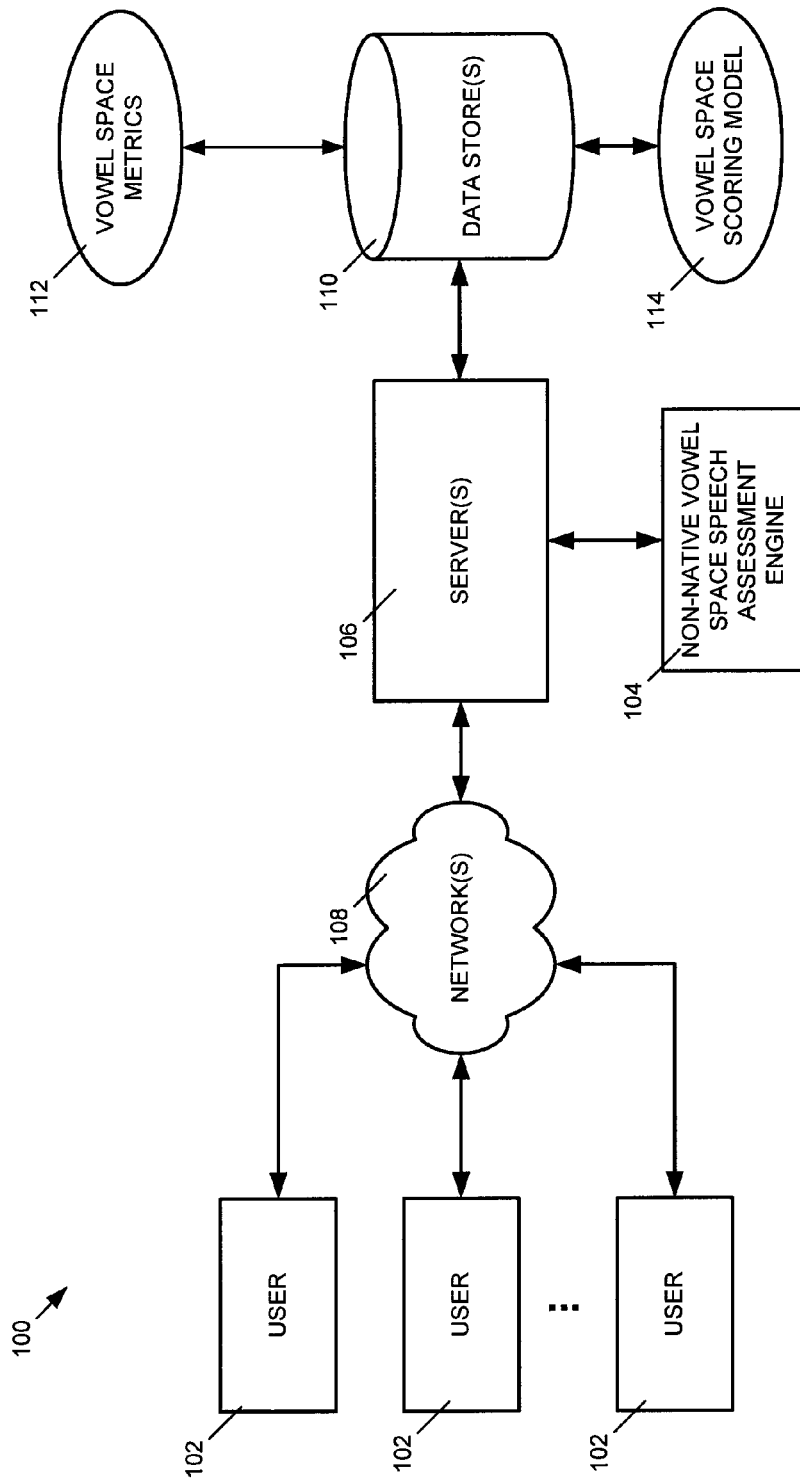 100
102
USER
102
USER
102
USER
108
NETWORK(S)
106
SERVER(S)
104
NON-NATIVE VOWEL
SPACE SPEECH
ASSESSMENT
ENGINE
112
VOWEL SPACE
METRICS
110
DATA STORE(S)
114
VOWEL SPACE
SCORING MODEL